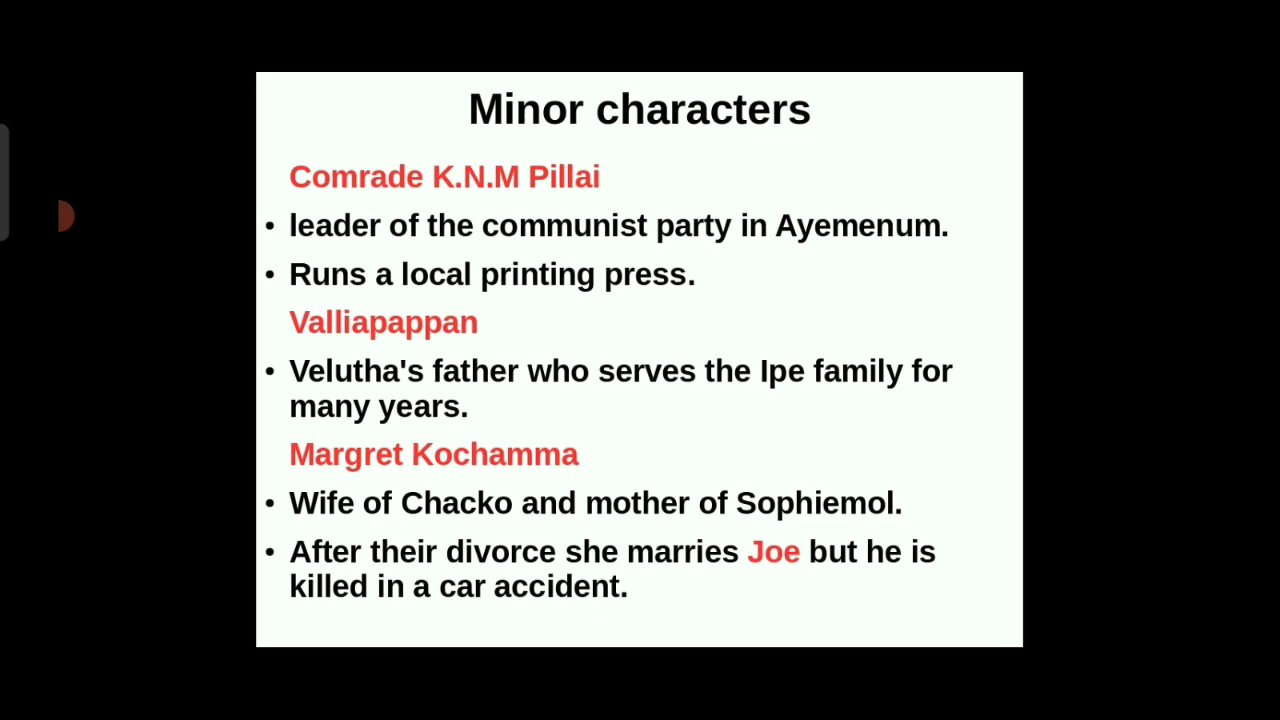 Minor characters
Comrade K.N.M Pillai
• leader of the communist party in Ayemenum.
• Runs a local printing press.
Valliapappan
• Velutha's father who serves the Ipe family for
many years.
Margret Kochamma
• Wife of Chacko and mother of Sophiemol.
• After their divorce she marries Joe but he is
killed in a car accident.